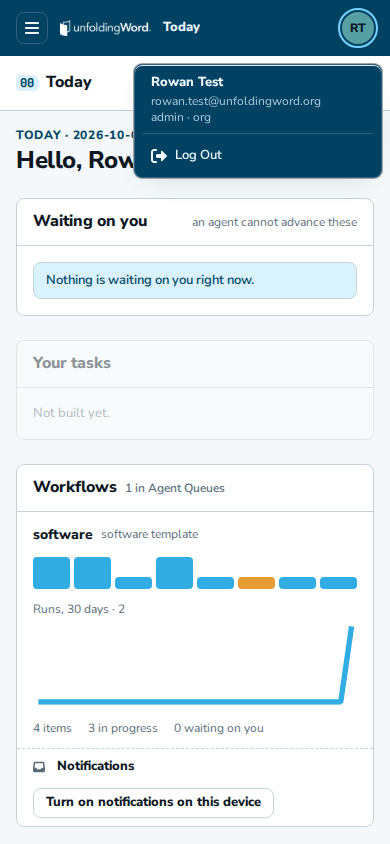 unfoldingWord. Today
RT
00 Today
Rowan Test
rowan.test@unfoldingword.org
admin · org
Log Out
TODAY · 2026-10-
Hello, Row
Waiting on you an agent cannot advance these
Nothing is waiting on you right now.
Your tasks
Not built yet.
Workflows 1 in Agent Queues
software software template
Runs, 30 days · 2
4 items 3 in progress 0 waiting on you
Notifications
Turn on notifications on this device